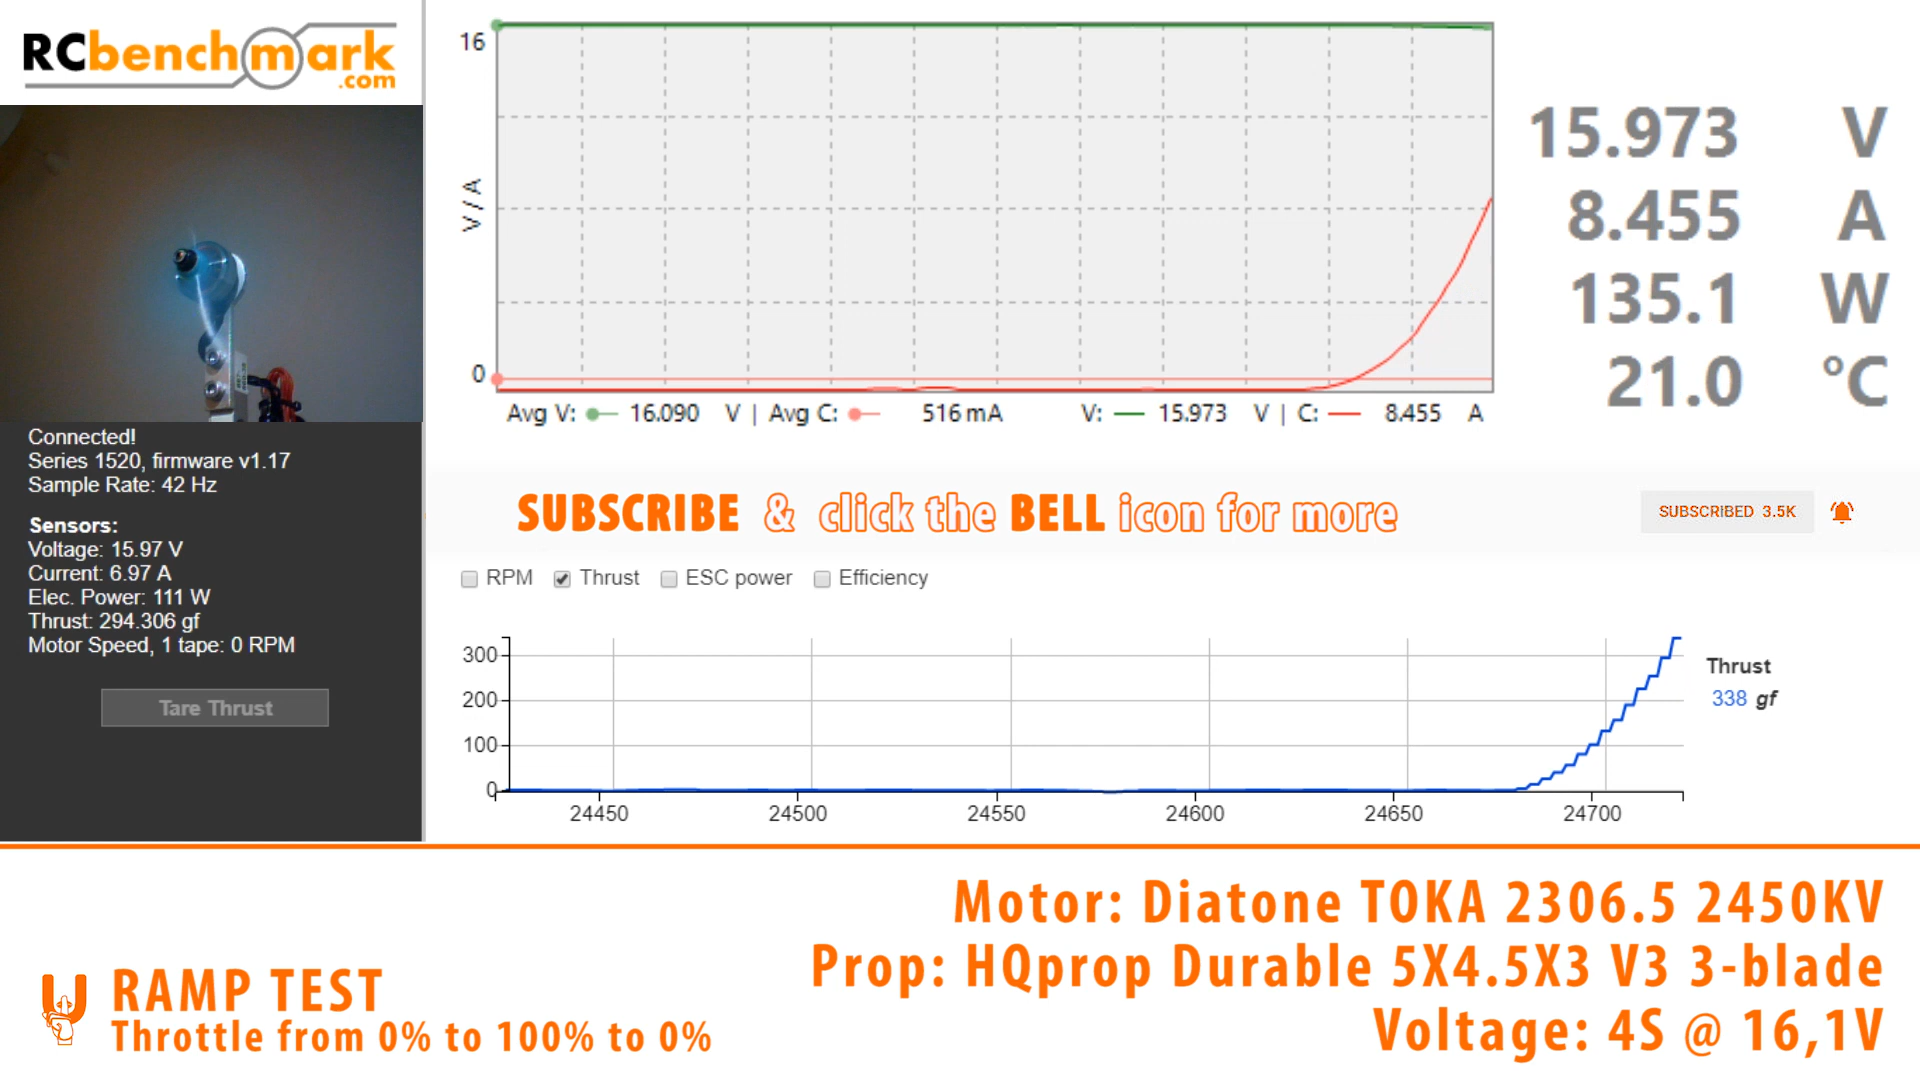 RCbenchmark
.com
Connected!
Series 1520, firmware v1.17
Sample Rate: 42 Hz
Sensors:
Voltage: 15.97 V
Current: 6.97 A
Elec. Power: 111 W
Thrust: 294.306 gf
Motor Speed, 1 tape: 0 RPM
Tare Thrust
16
V / A
0
Avg V: 16.090 V | Avg C: 516 mA V: 15.973 V | C: 8.455 A
15.973 V
8.455 A
135.1 W
21.0 °C
SUBSCRIBE & click the BELL icon for more
SUBSCRIBED 3.5K
RPM Thrust ESC power Efficiency
300
200
100
0
24450 24500 24550 24600 24650 24700
Thrust
338 gf
Motor: Diatone TOKA 2306.5 2450KV
Prop: HQprop Durable 5X4.5X3 V3 3-blade
Voltage: 4S @ 16,1V
RAMP TEST
Throttle from 0% to 100% to 0%